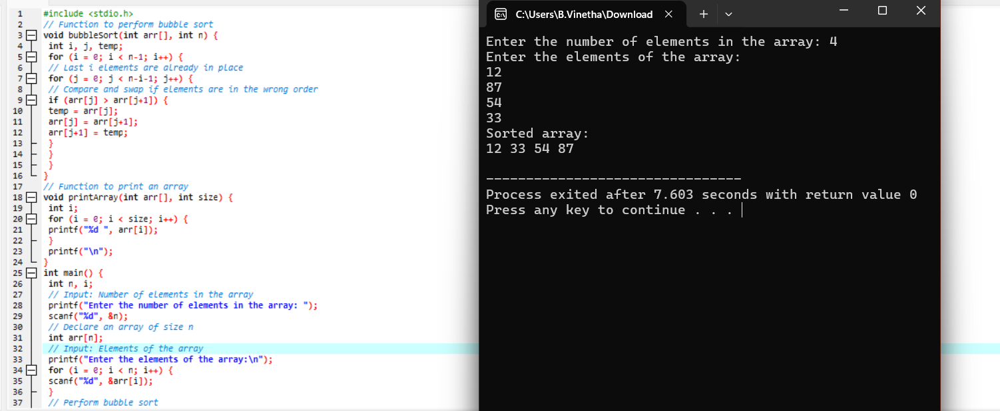 1 #include <stdio.h>
2 // Function to perform bubble sort
3 void bubbleSort(int arr[], int n) {
4 int i, j, temp;
5 for (i = 0; i < n-1; i++) {
6 // Last i elements are already in place
7 for (j = 0; j < n-i-1; j++) {
8 // Compare and swap if elements are in the wrong order
9 if (arr[j] > arr[j+1]) {
10 temp = arr[j];
11 arr[j] = arr[j+1];
12 arr[j+1] = temp;
13 }
14 }
15 }
16 }
17 // Function to print an array
18 void printArray(int arr[], int size) {
19 int i;
20 for (i = 0; i < size; i++) {
21 printf("%d ", arr[i]);
22 }
23 printf("\n");
24 }
25 int main() {
26 int n, i;
27 // Input: Number of elements in the array
28 printf("Enter the number of elements in the array: ");
29 scanf("%d", &n);
30 // Declare an array of size n
31 int arr[n];
32 // Input: Elements of the array
33 printf("Enter the elements of the array:\n");
34 for (i = 0; i < n; i++) {
35 scanf("%d", &arr[i]);
36 }
37 // Perform bubble sort
C:\Users\B.Vinetha\Download
Enter the number of elements in the array: 4
Enter the elements of the array:
12
87
54
33
Sorted array:
12 33 54 87
--------------------------------
Process exited after 7.603 seconds with return value 0
Press any key to continue . . .